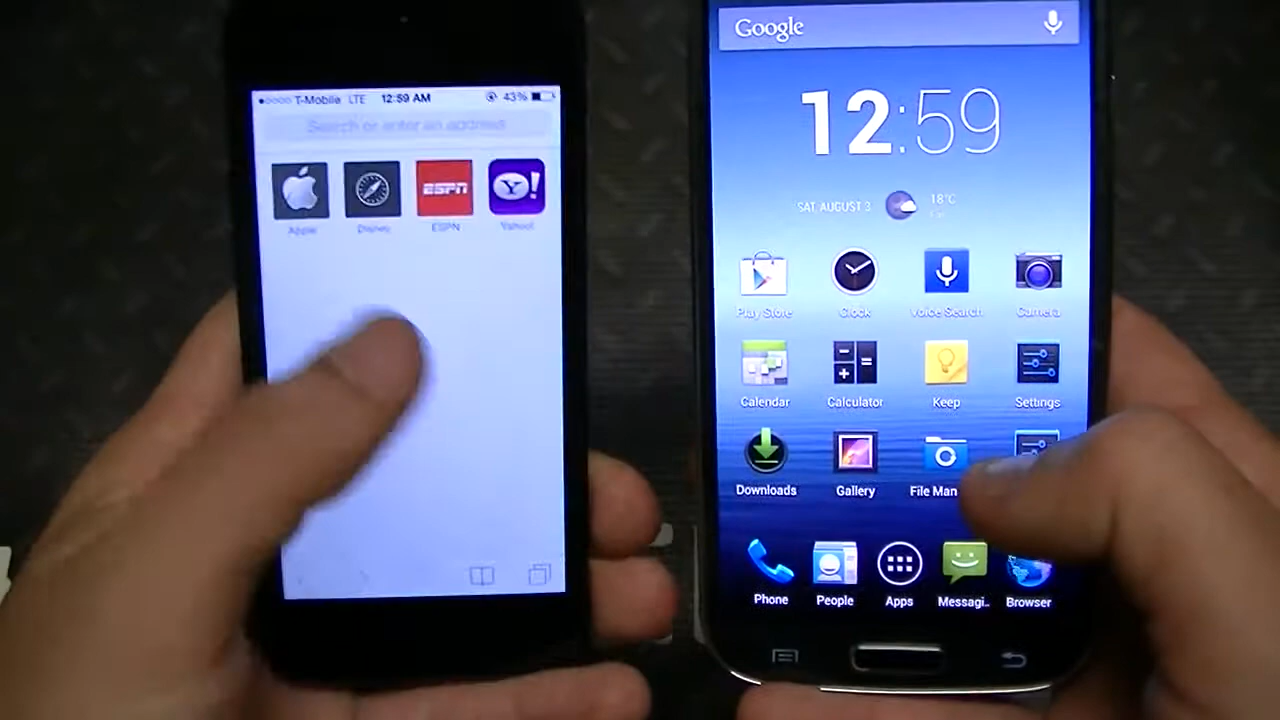 T-Mobile LTE 12:59 AM 43%
Search or enter an address
ESPN
Y!
Apple Disney ESPN Yahoo!
Google
12:59
SAT, AUGUST 3 18°C
Play Store Clock Voice Search Camera
Calendar Calculator Keep Settings
Downloads Gallery File Man
Phone People Apps Messagi.. Browser